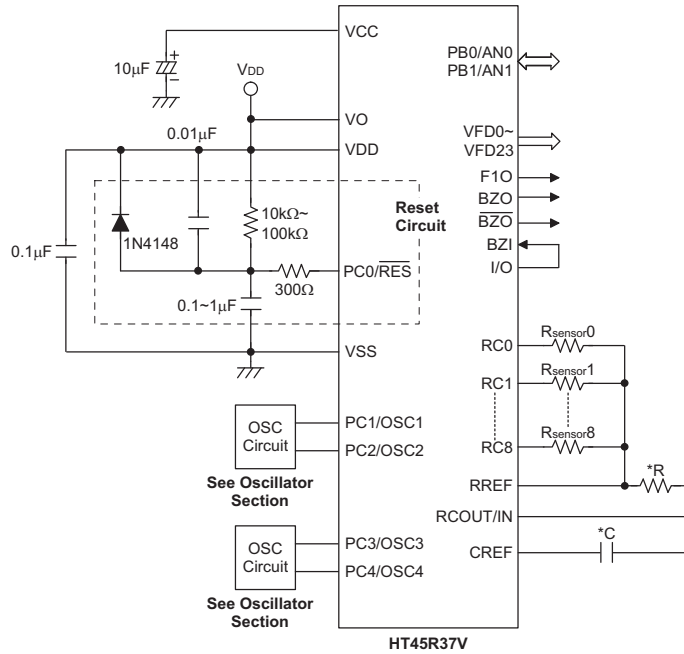 VCC
+
10μF
−
VDD
VO
0.01μF
VDD
Reset
Circuit
10kΩ~
100kΩ
1N4148
0.1μF
PC0/R̅E̅S̅
300Ω
0.1~1μF
VSS
OSC
Circuit
PC1/OSC1
PC2/OSC2
See Oscillator
Section
OSC
Circuit
PC3/OSC3
PC4/OSC4
See Oscillator
Section
PB0/AN0
PB1/AN1
VFD0~
VFD23
F1O
BZO
B̅Z̅O̅
BZI
I/O
RC0
Rsensor0
RC1
Rsensor1
RC8
Rsensor8
RREF
*R
RCOUT/IN
CREF
*C
HT45R37V